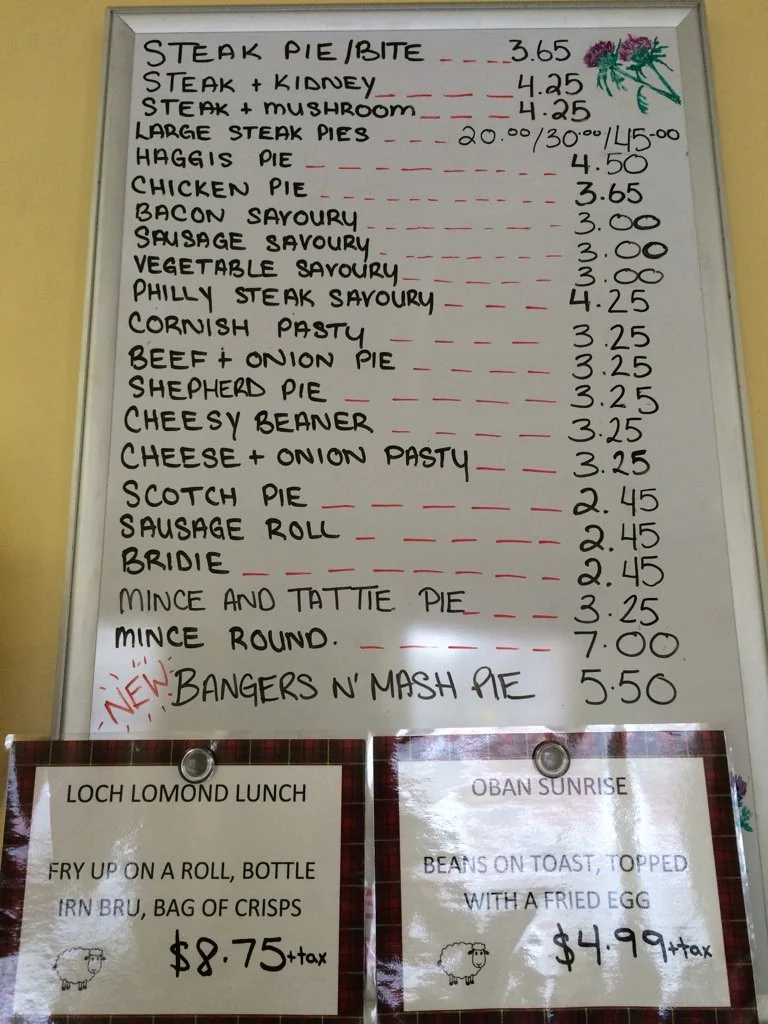 STEAK PIE/BITE ---- 3.65
STEAK + KIDNEY ---- 4.25
STEAK + MUSHROOM --- 4.25
LARGE STEAK PIES --- 20.00/30.00/45.00
HAGGIS PIE --------- 4.50
CHICKEN PIE --------- 3.65
BACON SAVOURY -------- 3.00
SAUSAGE SAVOURY ------- 3.00
VEGETABLE SAVOURY ------ 3.00
PHILLY STEAK SAVOURY --- 4.25
CORNISH PASTY ---- 3.25
BEEF + ONION PIE ---- 3.25
SHEPHERD PIE ------ 3.25
CHEESY BEANER ----- 3.25
CHEESE + ONION PASTY --- 3.25
SCOTCH PIE ------- 2.45
SAUSAGE ROLL ------ 2.45
BRIDIE --------- 2.45
MINCE AND TATTIE PIE --- 3.25
MINCE ROUND. ------ 7.00
NEW BANGERS N' MASH PIE 5.50
LOCH LOMOND LUNCH
FRY UP ON A ROLL, BOTTLE
IRN BRU, BAG OF CRISPS
$8.75+tax
OBAN SUNRISE
BEANS ON TOAST, TOPPED
WITH A FRIED EGG
$4.99+tax